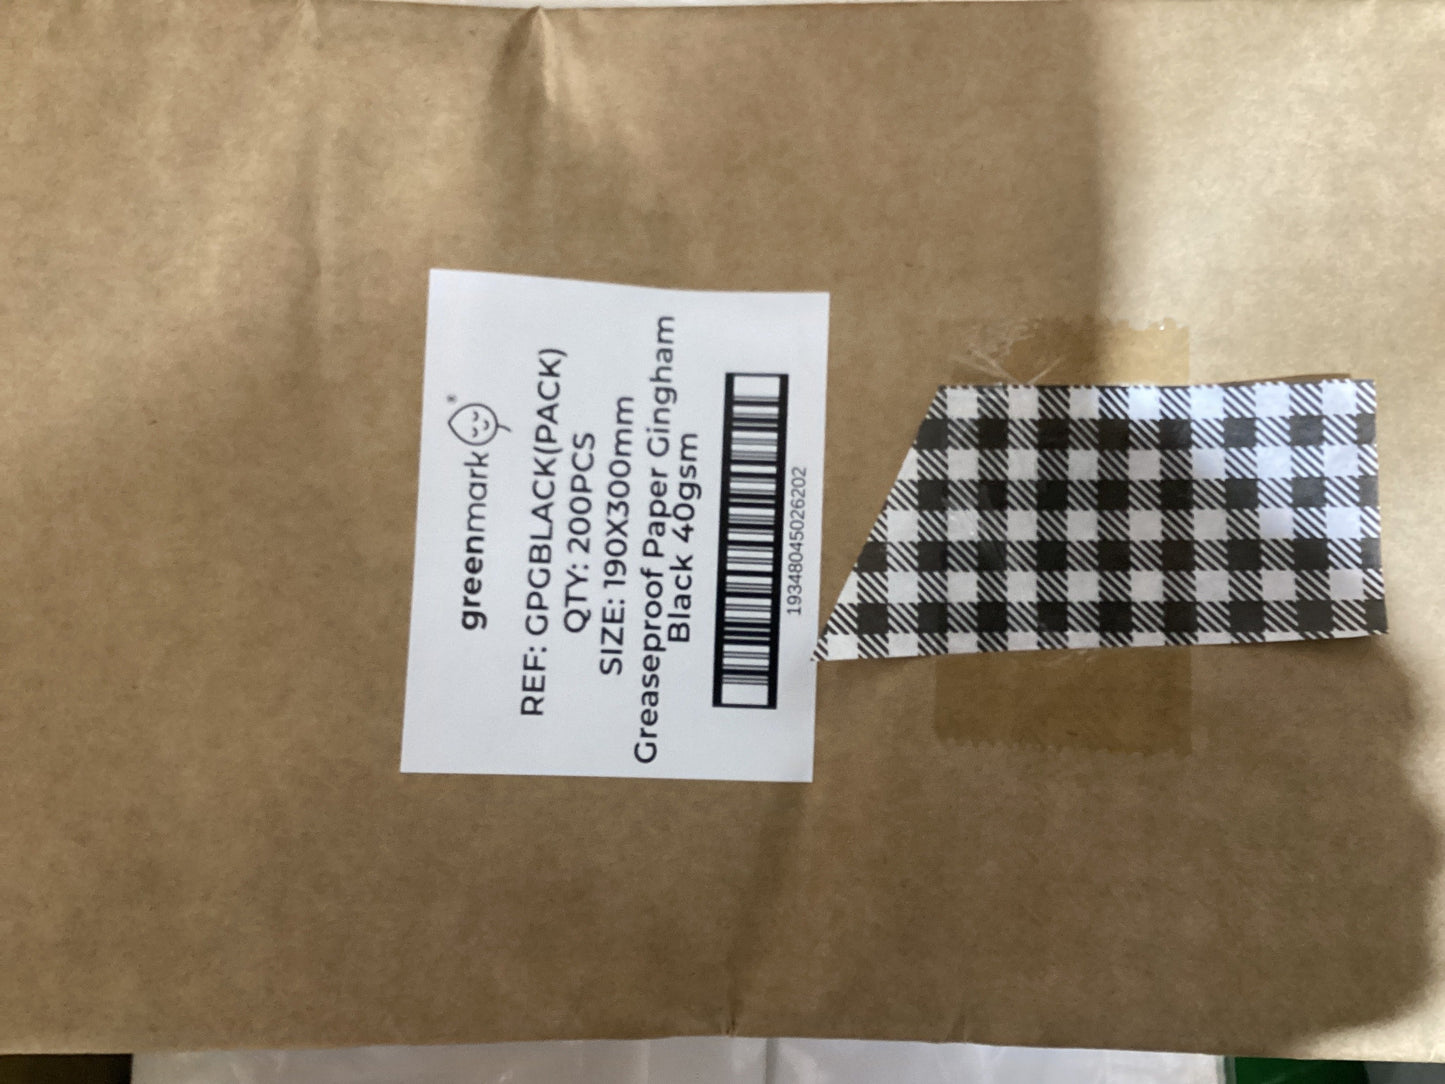 greenmark®
REF: GPGBLACK(PACK)
QTY: 200PCS
SIZE: 190X300mm
Greaseproof Paper Gingham
Black 40gsm
19348045026202